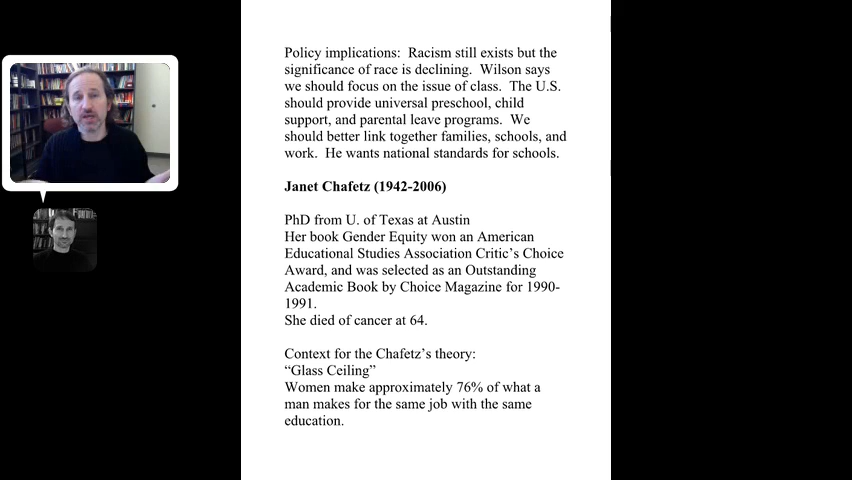 Policy implications:  Racism still exists but the
significance of race is declining.  Wilson says
we should focus on the issue of class.  The U.S.
should provide universal preschool, child
support, and parental leave programs.  We
should better link together families, schools, and
work.  He wants national standards for schools.
Janet Chafetz (1942-2006)
PhD from U. of Texas at Austin
Her book Gender Equity won an American
Educational Studies Association Critic’s Choice
Award, and was selected as an Outstanding
Academic Book by Choice Magazine for 1990-
1991.
She died of cancer at 64.
Context for the Chafetz’s theory:
“Glass Ceiling”
Women make approximately 76% of what a
man makes for the same job with the same
education.